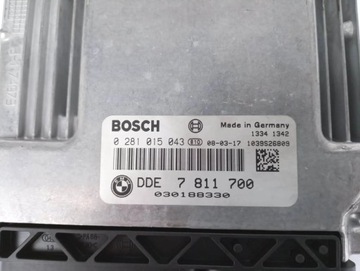 BOSCH
Made in Germany
1334 1342
0 281 015 043 08-03-17 1039S26809
DDE 7 811 700
030188330